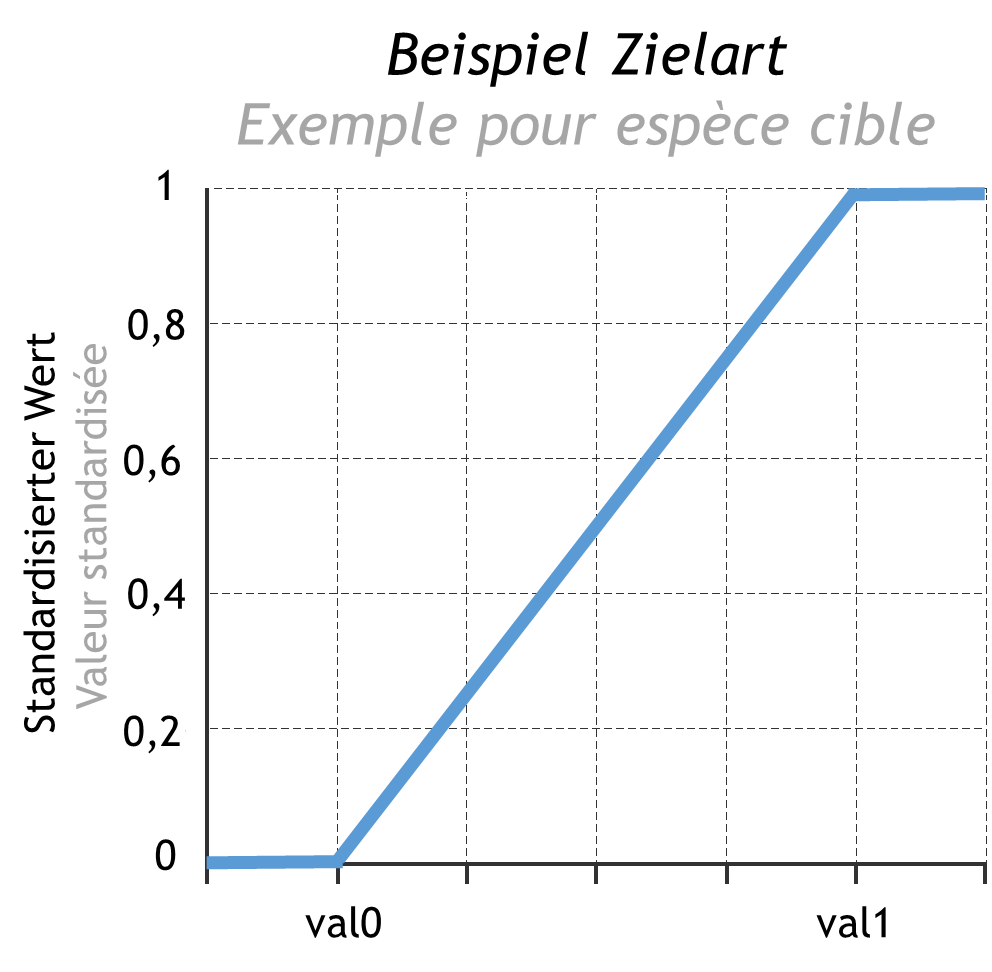 Beispiel Zielart
Exemple pour espèce cible
Standardisierter Wert
Valeur standardisée
1
0,8
0,6
0,4
0,2
0
val0
val1